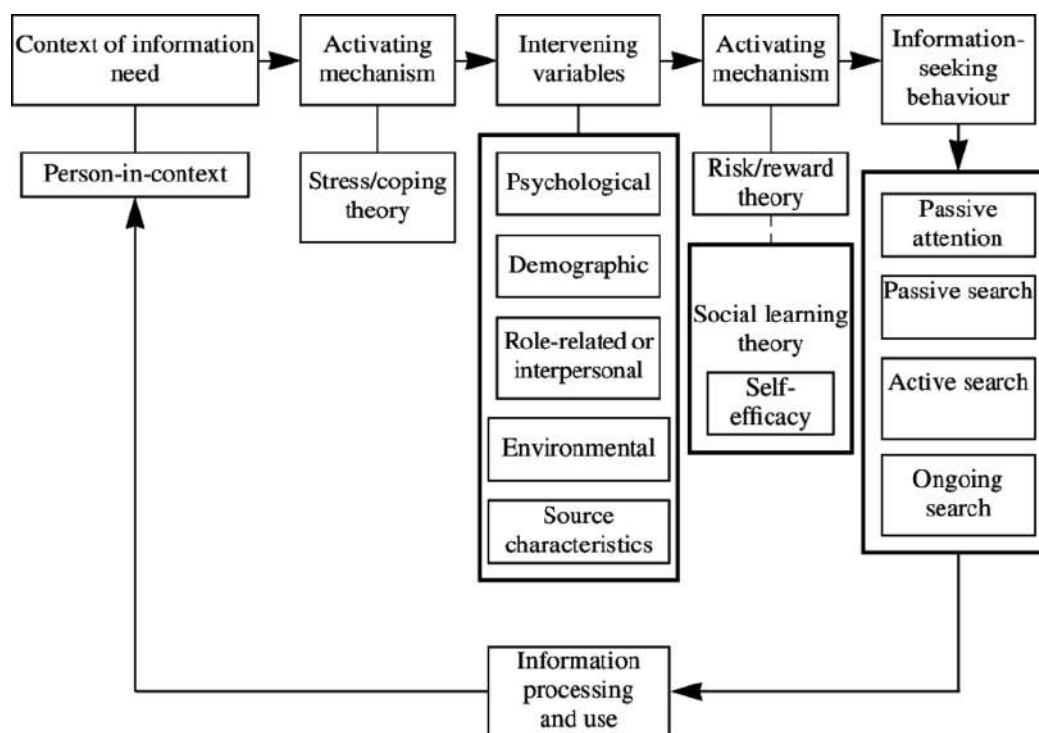 Context of information
need
Activating
mechanism
Intervening
variables
Activating
mechanism
Information-
seeking
behaviour
Person-in-context
Stress/coping
theory
Psychological
Demographic
Role-related or
interpersonal
Environmental
Source
characteristics
Risk/reward
theory
Social learning
theory
Self-
efficacy
Passive
attention
Passive search
Active search
Ongoing
search
Information
processing
and use